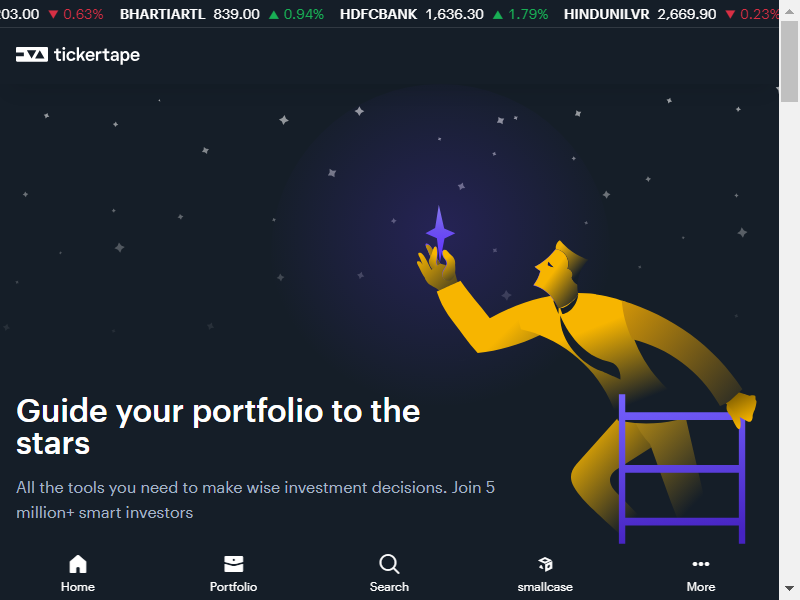 03.00 ▼ 0.63% BHARTIARTL 839.00 ▲ 0.94% HDFCBANK 1,636.30 ▲ 1.79% HINDUNILVR 2,669.90 ▼ 0.23%
tickertape
Guide your portfolio to the
stars
All the tools you need to make wise investment decisions. Join 5
million+ smart investors
Home Portfolio Search smallcase More